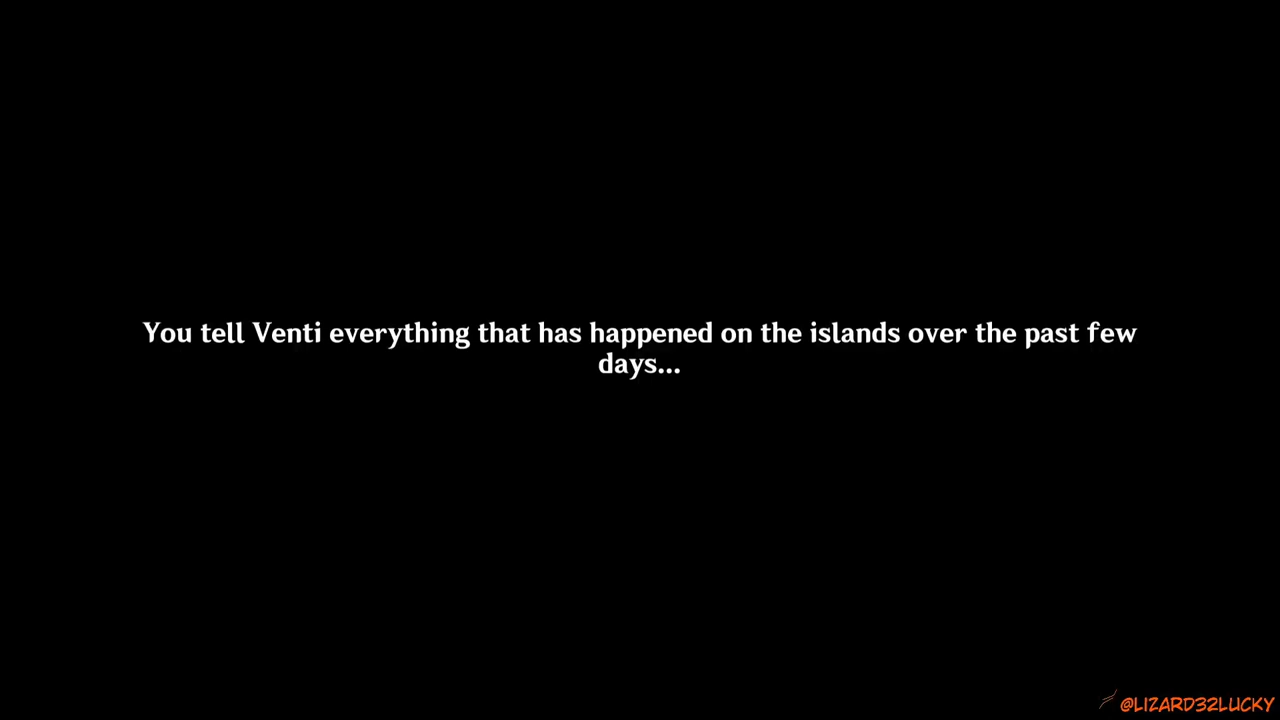 You tell Venti everything that has happened on the islands over the past few
days...
@LIZARD32LUCKY